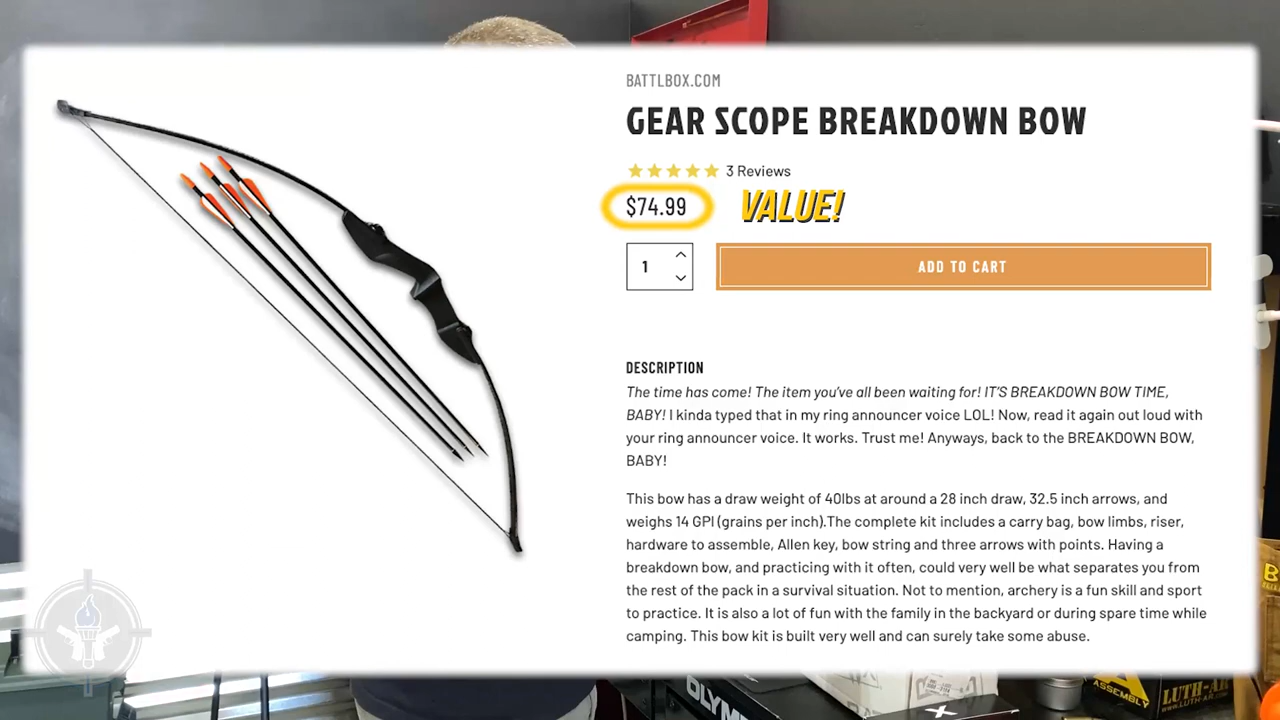 BATTLBOX.COM
GEAR SCOPE BREAKDOWN BOW
3 Reviews
$74.99 VALUE!
1 ADD TO CART
DESCRIPTION
The time has come! The item you've all been waiting for! IT'S BREAKDOWN BOW TIME,
BABY! I kinda typed that in my ring announcer voice LOL! Now, read it again out loud with
your ring announcer voice. It works. Trust me! Anyways, back to the BREAKDOWN BOW,
BABY!
This bow has a draw weight of 40lbs at around a 28 inch draw, 32.5 inch arrows, and
weighs 14 GPI (grains per inch).The complete kit includes a carry bag, bow limbs, riser,
hardware to assemble, Allen key, bow string and three arrows with points. Having a
breakdown bow, and practicing with it often, could very well be what separates you from
the rest of the pack in a survival situation. Not to mention, archery is a fun skill and sport
to practice. It is also a lot of fun with the family in the backyard or during spare time while
camping. This bow kit is built very well and can surely take some abuse.
ASSEMBLY